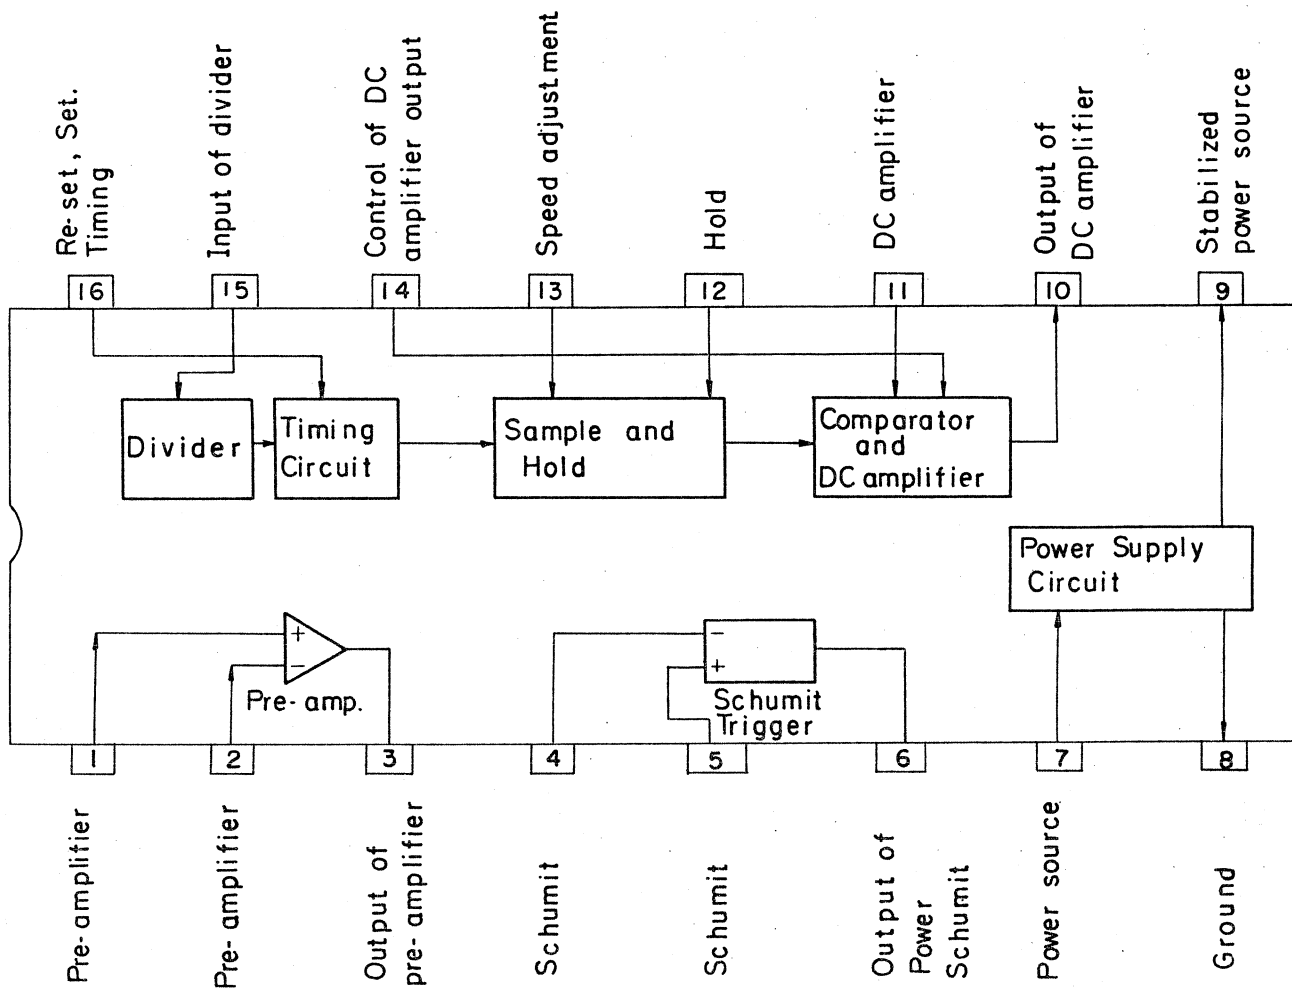 Re-set, Set.
Timing
Input of divider
Control of DC
amplifier output
Speed adjustment
Hold
DC amplifier
Output of
DC amplifier
Stabilized
power source
16
15
14
13
12
11
10
9
Divider
Timing
Circuit
Sample and
Hold
Comparator
and
DC amplifier
Power Supply
Circuit
+
−
Pre-amp.
−
+
Schumit
Trigger
1
2
3
4
5
6
7
8
Pre-amplifier
Pre-amplifier
Output of
pre-amplifier
Schumit
Schumit
Output of
Power
Schumit
Power source
Ground